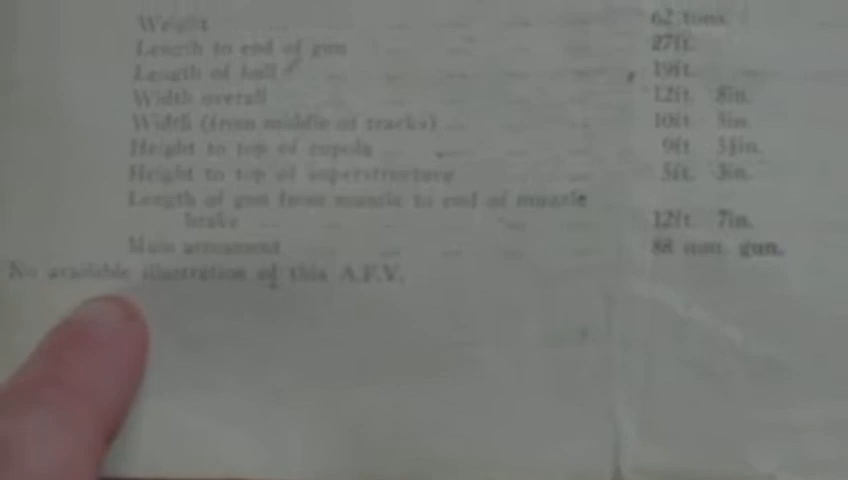 Weight 62 tons.
Length to end of gun 27ft.
Length of hull 19ft.
Width overall 12ft. 8in.
Width (from middle of tracks) 10ft. 5in.
Height to top of cupola 9ft.
Height to top of superstructure 5ft. 3in.
Length of gun from mantle to end of muzzle
brake 12ft. 7in.
Main armament 88 mm. gun.
No available illustration of this A.F.V.